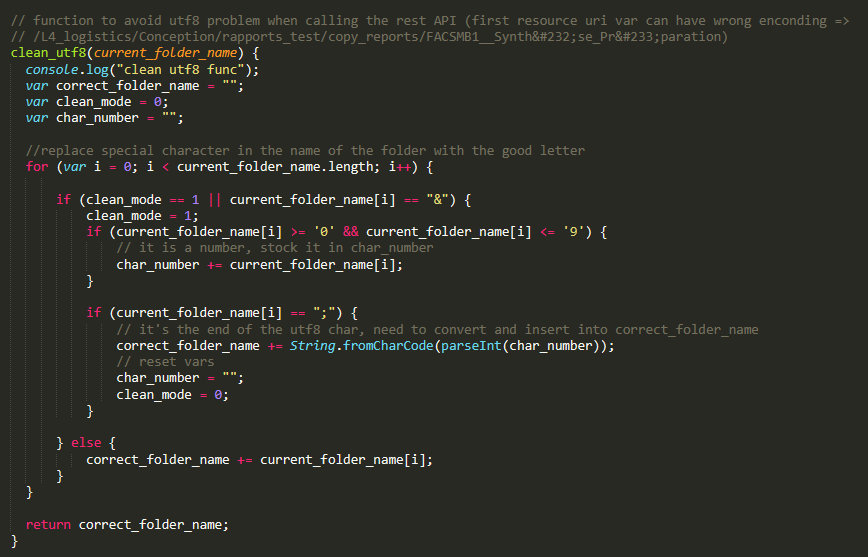 // function to avoid utf8 problem when calling the rest API (first resource uri var can have wrong enconding =>
// /L4_logistics/Conception/rapports_test/copy_reports/FACSMB1__Synth&#232;se_Pr&#233;paration)
clean_utf8(current_folder_name) {
  console.log("clean utf8 func");
  var correct_folder_name = "";
  var clean_mode = 0;
  var char_number = "";

  //replace special character in the name of the folder with the good letter
  for (var i = 0; i < current_folder_name.length; i++) {

      if (clean_mode == 1 || current_folder_name[i] == "&") {
          clean_mode = 1;
          if (current_folder_name[i] >= '0' && current_folder_name[i] <= '9') {
              // it is a number, stock it in char_number
              char_number += current_folder_name[i];
          }

          if (current_folder_name[i] == ";") {
              // it's the end of the utf8 char, need to convert and insert into correct_folder_name
              correct_folder_name += String.fromCharCode(parseInt(char_number));
              // reset vars
              char_number = "";
              clean_mode = 0;
          }

      } else {
          correct_folder_name += current_folder_name[i];
      }
  }

  return correct_folder_name;
}